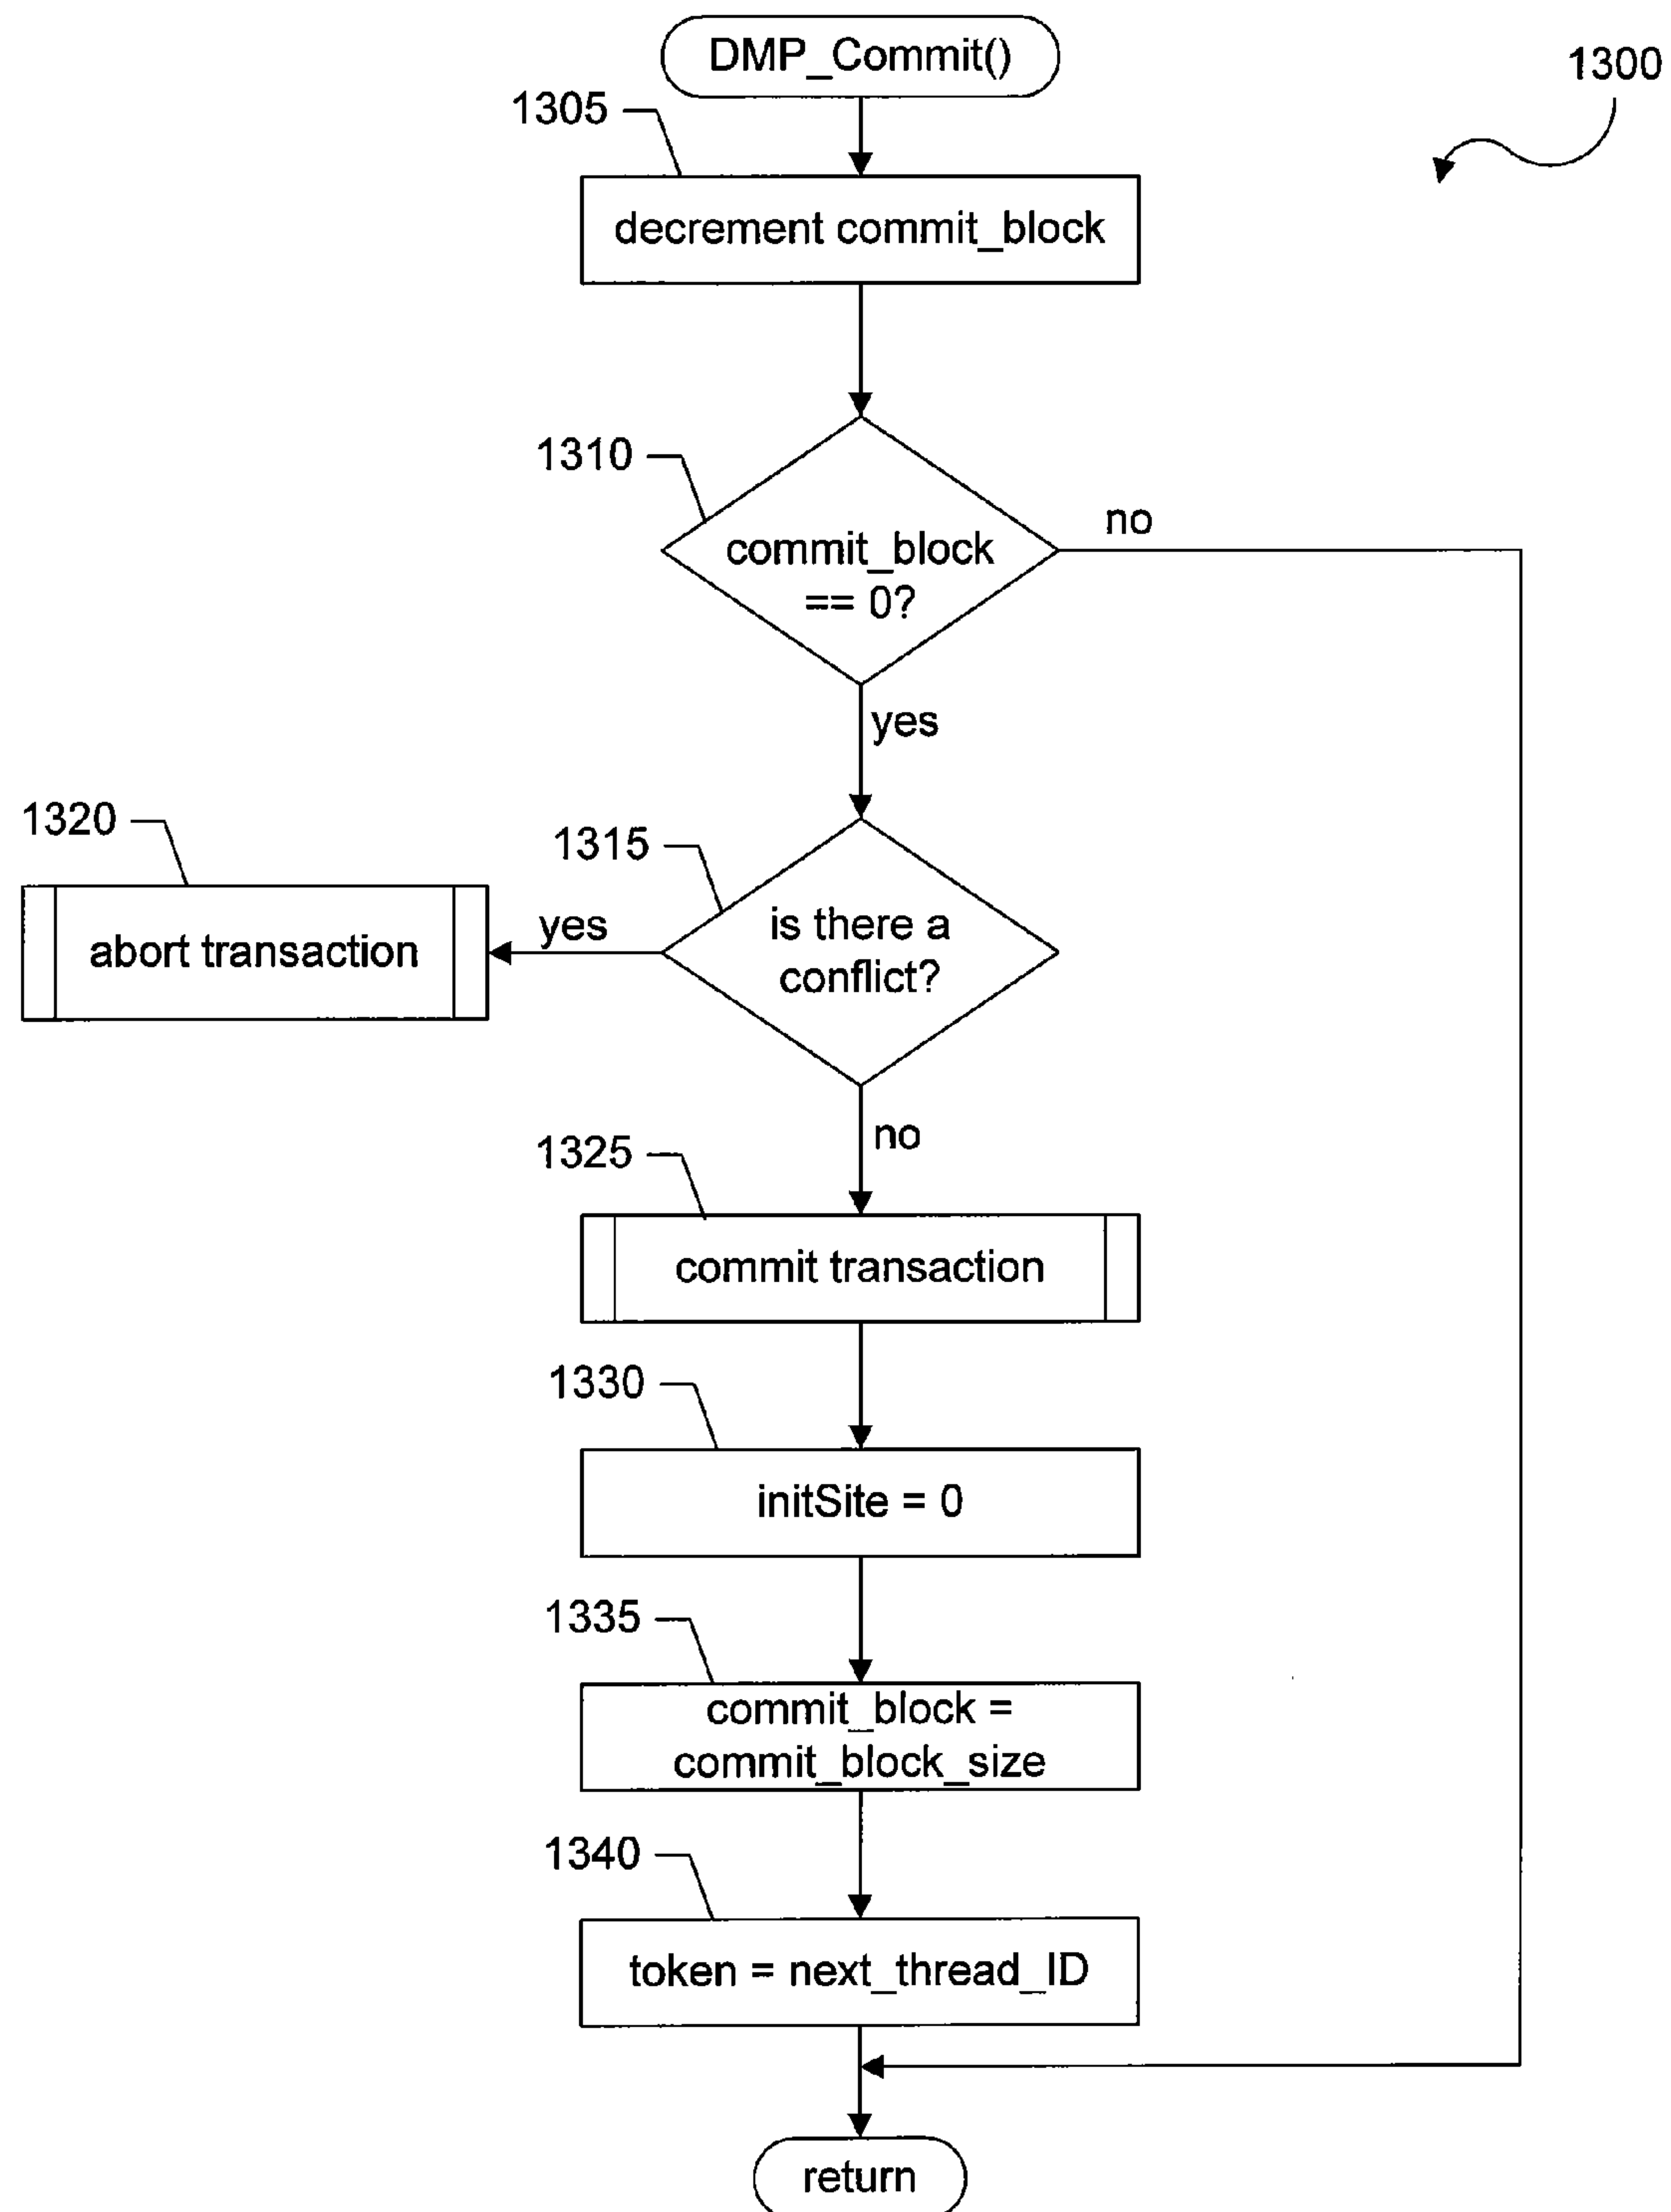 DMP_Commit()
1300
1305
decrement commit_block
1310
commit_block
== 0?
no
yes
1315
is there a
conflict?
yes
1320
abort transaction
no
1325
commit transaction
1330
initSite = 0
1335
commit_block =
commit_block_size
1340
token = next_thread_ID
return